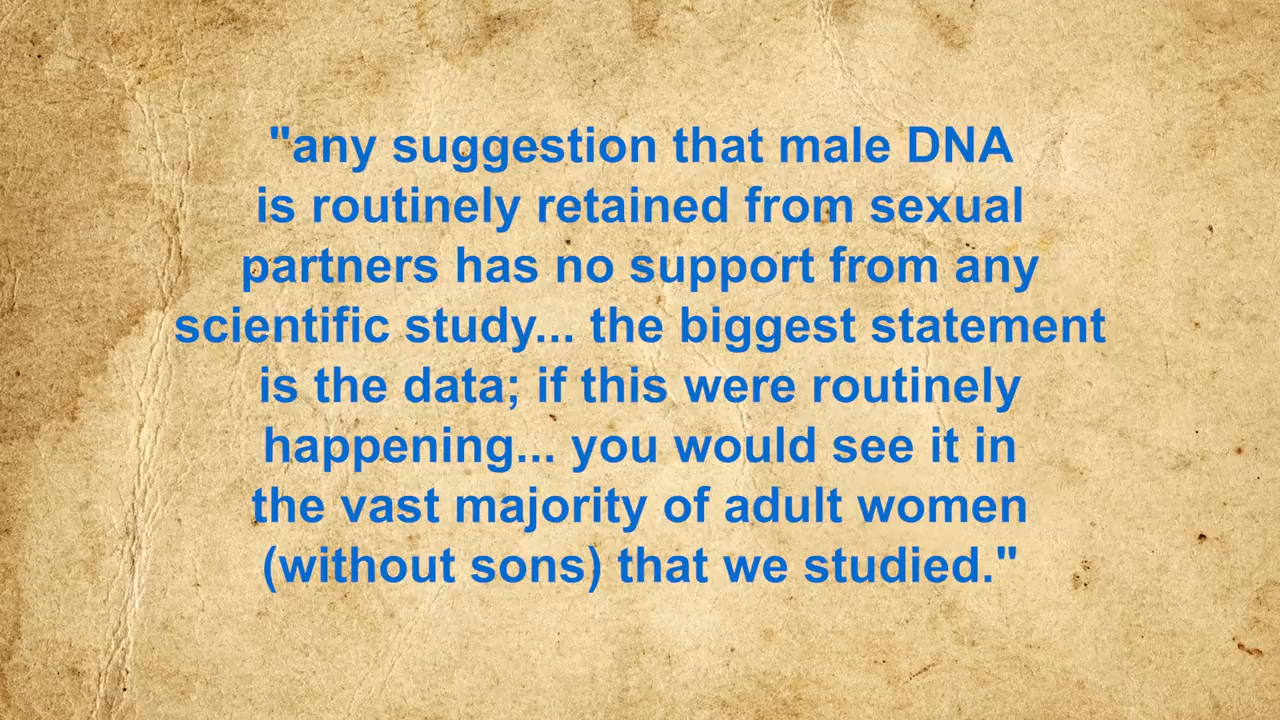 "any suggestion that male DNA
is routinely retained from sexual
partners has no support from any
scientific study... the biggest statement
is the data; if this were routinely
happening... you would see it in
the vast majority of adult women
(without sons) that we studied."